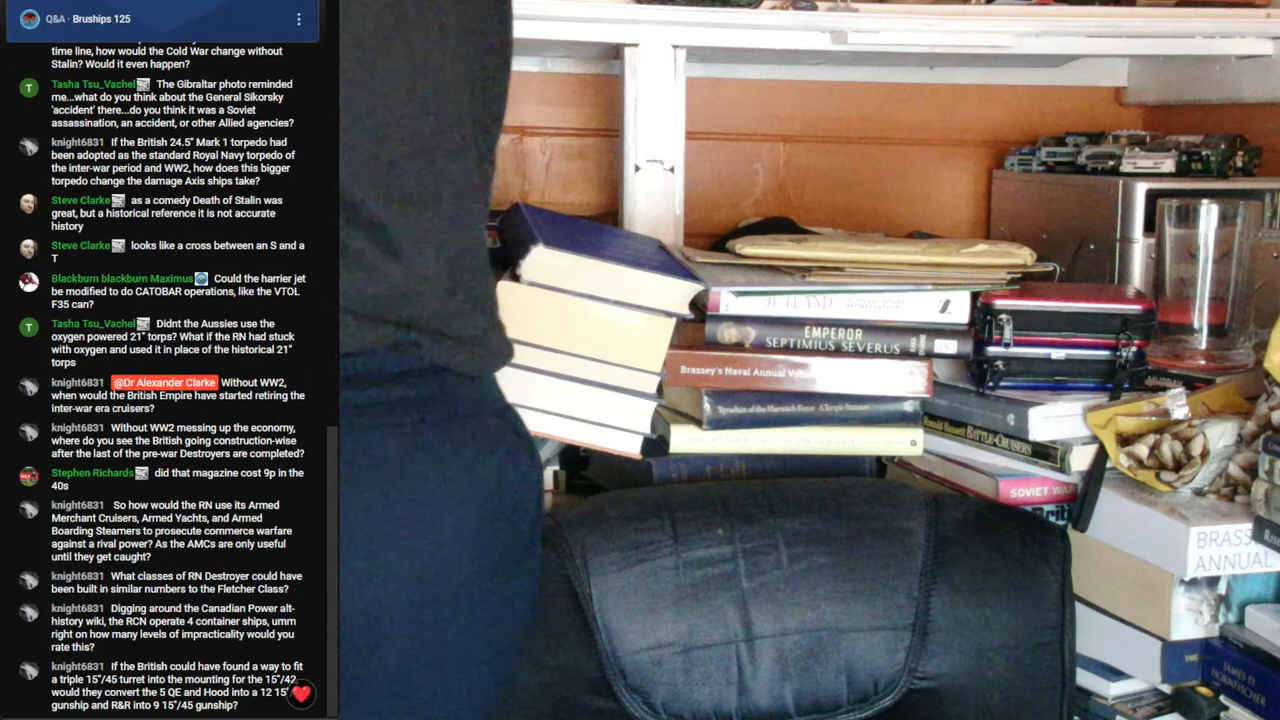 Q&A · Bruships 125
time line, how would the Cold War change without
Stalin? Would it even happen?
T
Tasha Tsu_Vachel The Gibraltar photo reminded
me...what do you think about the General Sikorsky
'accident' there...do you think it was a Soviet
assassination, an accident, or other Allied agencies?
knight6831 If the British 24.5" Mark 1 torpedo had
been adopted as the standard Royal Navy torpedo of
the inter-war period and WW2, how does this bigger
torpedo change the damage Axis ships take?
Steve Clarke as a comedy Death of Stalin was
great, but a historical reference it is not accurate
history
Steve Clarke looks like a cross between an S and a
T
Blackburn blackburn Maximus Could the harrier jet
be modified to do CATOBAR operations, like the VTOL
F35 can?
T
Tasha Tsu_Vachel Didnt the Aussies use the
oxygen powered 21" torps? What if the RN had stuck
with oxygen and used it in place of the historical 21"
torps
knight6831 @Dr Alexander Clarke Without WW2,
when would the British Empire have started retiring the
inter-war era cruisers?
knight6831 Without WW2 messing up the economy,
where do you see the British going construction-wise
after the last of the pre-war Destroyers are completed?
Stephen Richards did that magazine cost 9p in the
40s
knight6831 So how would the RN use its Armed
Merchant Cruisers, Armed Yachts, and Armed
Boarding Steamers to prosecute commerce warfare
against a rival power? As the AMCs are only useful
until they get caught?
knight6831 What classes of RN Destroyer could have
been built in similar numbers to the Fletcher Class?
knight6831 Digging around the Canadian Power alt-
history wiki, the RCN operate 4 container ships, umm
right on how many levels of impracticality would you
rate this?
knight6831 If the British could have found a way to fit
a triple 15"/45 turret into the mounting for the 15"/42
would they convert the 5 QE and Hood into a 12 15"
gunship and R&R into 9 15"/45 gunship?
JUTLAND
EMPEROR
SEPTIMIUS SEVERUS
Brassey's Naval Annual
Tyrwhitt of the Harwich Force A. Temple Patterson
Ronald Bassett BATTLE-CRUISERS
SOVIET WAR
BRASS
ANNUAL
THE
JAMES D.
HORNFISCHER